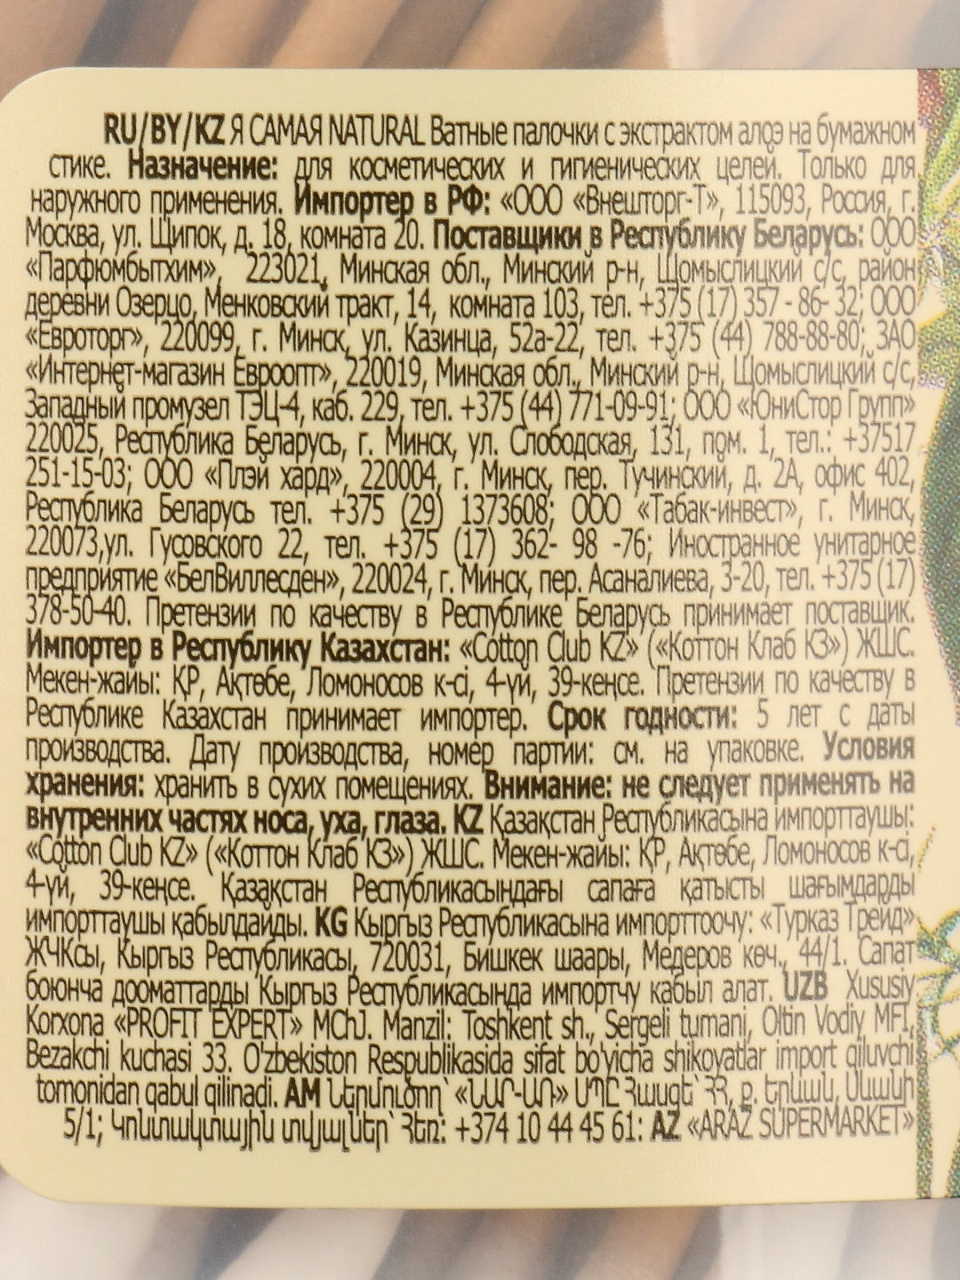 RU/BY/KZ Я САМАЯ NATURAL Ватные палочки с экстрактом алоэ на бумажном
стике. Назначение: для косметических и гигиенических целей. Только для
наружного применения. Импортер в РФ: «ООО «Внешторг-Т», 115093, Россия, г.
Москва, ул. Щипок, д. 18, комната 20. Поставщики в Республику Беларусь: ООО
«Парфюмбытхим», 223021, Минская обл., Минский р-н, Щомыслицкий с/с, район
деревни Озерцо, Менковский тракт, 14, комната 103, тел. +375 (17) 357 - 86- 32; ООО
«Евроторг», 220099, г. Минск, ул. Казинца, 52а-22, тел. +375 (44) 788-88-80; ЗАО
«Интернет-магазин Евроопт», 220019, Минская обл., Минский р-н, Щомыслицкий с/с,
Западный промузел ТЭЦ-4, каб. 229, тел. +375 (44) 771-09-91; ООО «ЮниСтор Групп»
220025, Республика Беларусь, г. Минск, ул. Слободская, 131, пом. 1, тел.: +37517
251-15-03; ООО «Плэй хард», 220004, г. Минск, пер. Тучинский, д. 2А, офис 402,
Республика Беларусь тел. +375 (29) 1373608; ООО «Табак-инвест», г. Минск,
220073,ул. Гусовского 22, тел. +375 (17) 362- 98 -76; Иностранное унитарное
предприятие «БелВиллесден», 220024, г. Минск, пер. Асаналиева, 3-20, тел. +375 (17)
378-50-40. Претензии по качеству в Республике Беларусь принимает поставщик.
Импортер в Республику Казахстан: «Cotton Club KZ» («Коттон Клаб КЗ») ЖШС.
Мекен-жайы: ҚР, Ақтөбе, Ломоносов к-сі, 4-үй, 39-кеңсе. Претензии по качеству в
Республике Казахстан принимает импортер. Срок годности: 5 лет с даты
производства. Дату производства, номер партии: см. на упаковке. Условия
хранения: хранить в сухих помещениях. Внимание: не следует применять на
внутренних частях носа, уха, глаза. KZ Қазақстан Республикасына импорттаушы:
«Cotton Club KZ» («Коттон Клаб КЗ») ЖШС. Мекен-жайы: ҚР, Ақтөбе, Ломоносов к-сі,
4-үй, 39-кеңсе. Қазақстан Республикасындағы сапаға қатысты шағымдарды
импорттаушы қабылдайды. KG Кыргыз Республикасына импорттоочу: «Турказ Трейд»
ЖЧКсы, Кыргыз Республикасы, 720031, Бишкек шаары, Медеров көч., 44/1. Сапат
боюнча дооматтарды Кыргыз Республикасында импортчу кабыл алат. UZB Xususiy
Korxona «PROFIT EXPERT» MChJ. Manzil: Toshkent sh., Sergeli tumani, Oltin Vodiy MFI,
Bezakchi kuchasi 33. O'zbekiston Respublikasida sifat bo'yicha shikoyatlar import qiluvchi
tomonidan qabul qilinadi. AM Ներմուծող՝ «ՆԱՐ-ԱՌ» ՍՊԸ Հասցե՝ ՀՀ, ք. Երևան,
5/1; Կոնտակտային տվյալներ՝ Հեռ: +374 10 44 45 61: AZ «ARAZ SUPERMARKET»